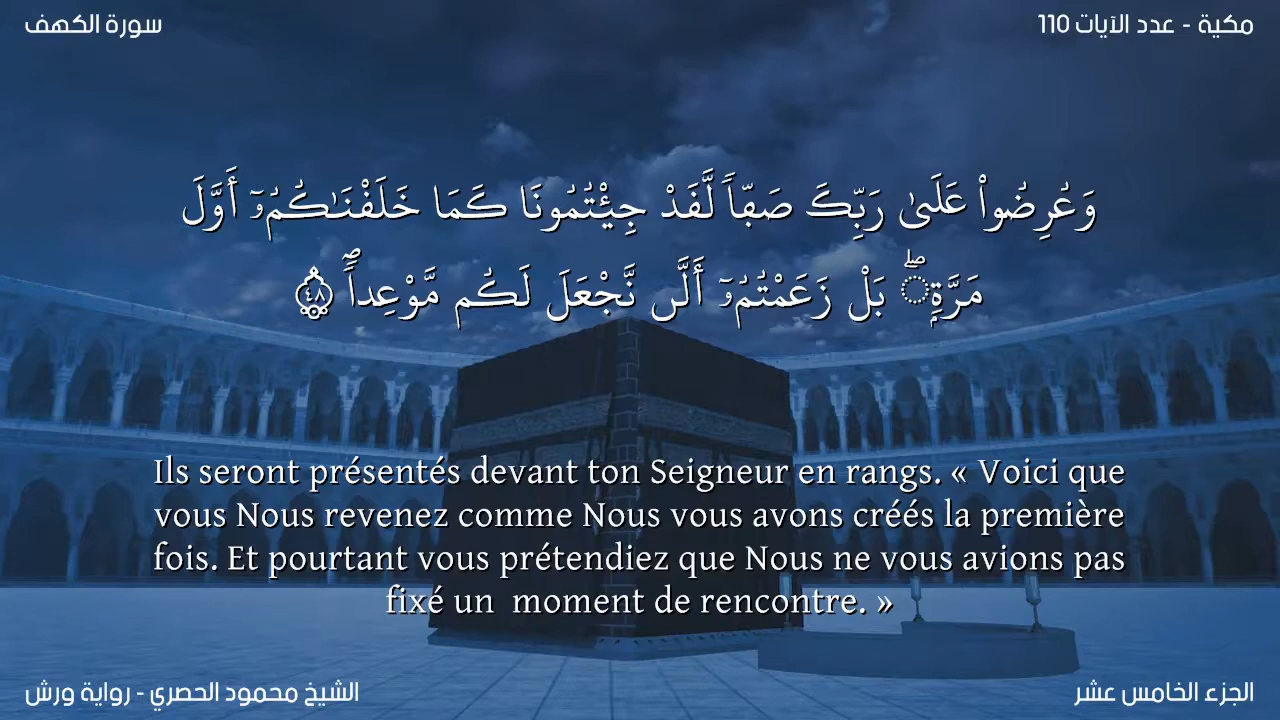 سورة الكهف
مكية - عدد الآيات 110
وَعُرِضُواْ عَلَىٰ رَبِّكَ صَفّاٗ لَّقَدْ جِئْتُمُونَا كَمَا خَلَقْنَٰكُمُۥٓ أَوَّلَ
مَرَّةِۢۖ بَلْ زَعَمْتُمُۥٓ أَلَّن نَّجْعَلَ لَكُم مَّوْعِداٗۖ ٤٨
Ils seront présentés devant ton Seigneur en rangs. « Voici que
vous Nous revenez comme Nous vous avons créés la première
fois. Et pourtant vous prétendiez que Nous ne vous avions pas
fixé un  moment de rencontre. »
الشيخ محمود الحصري - رواية ورش
الجزء الخامس عشر